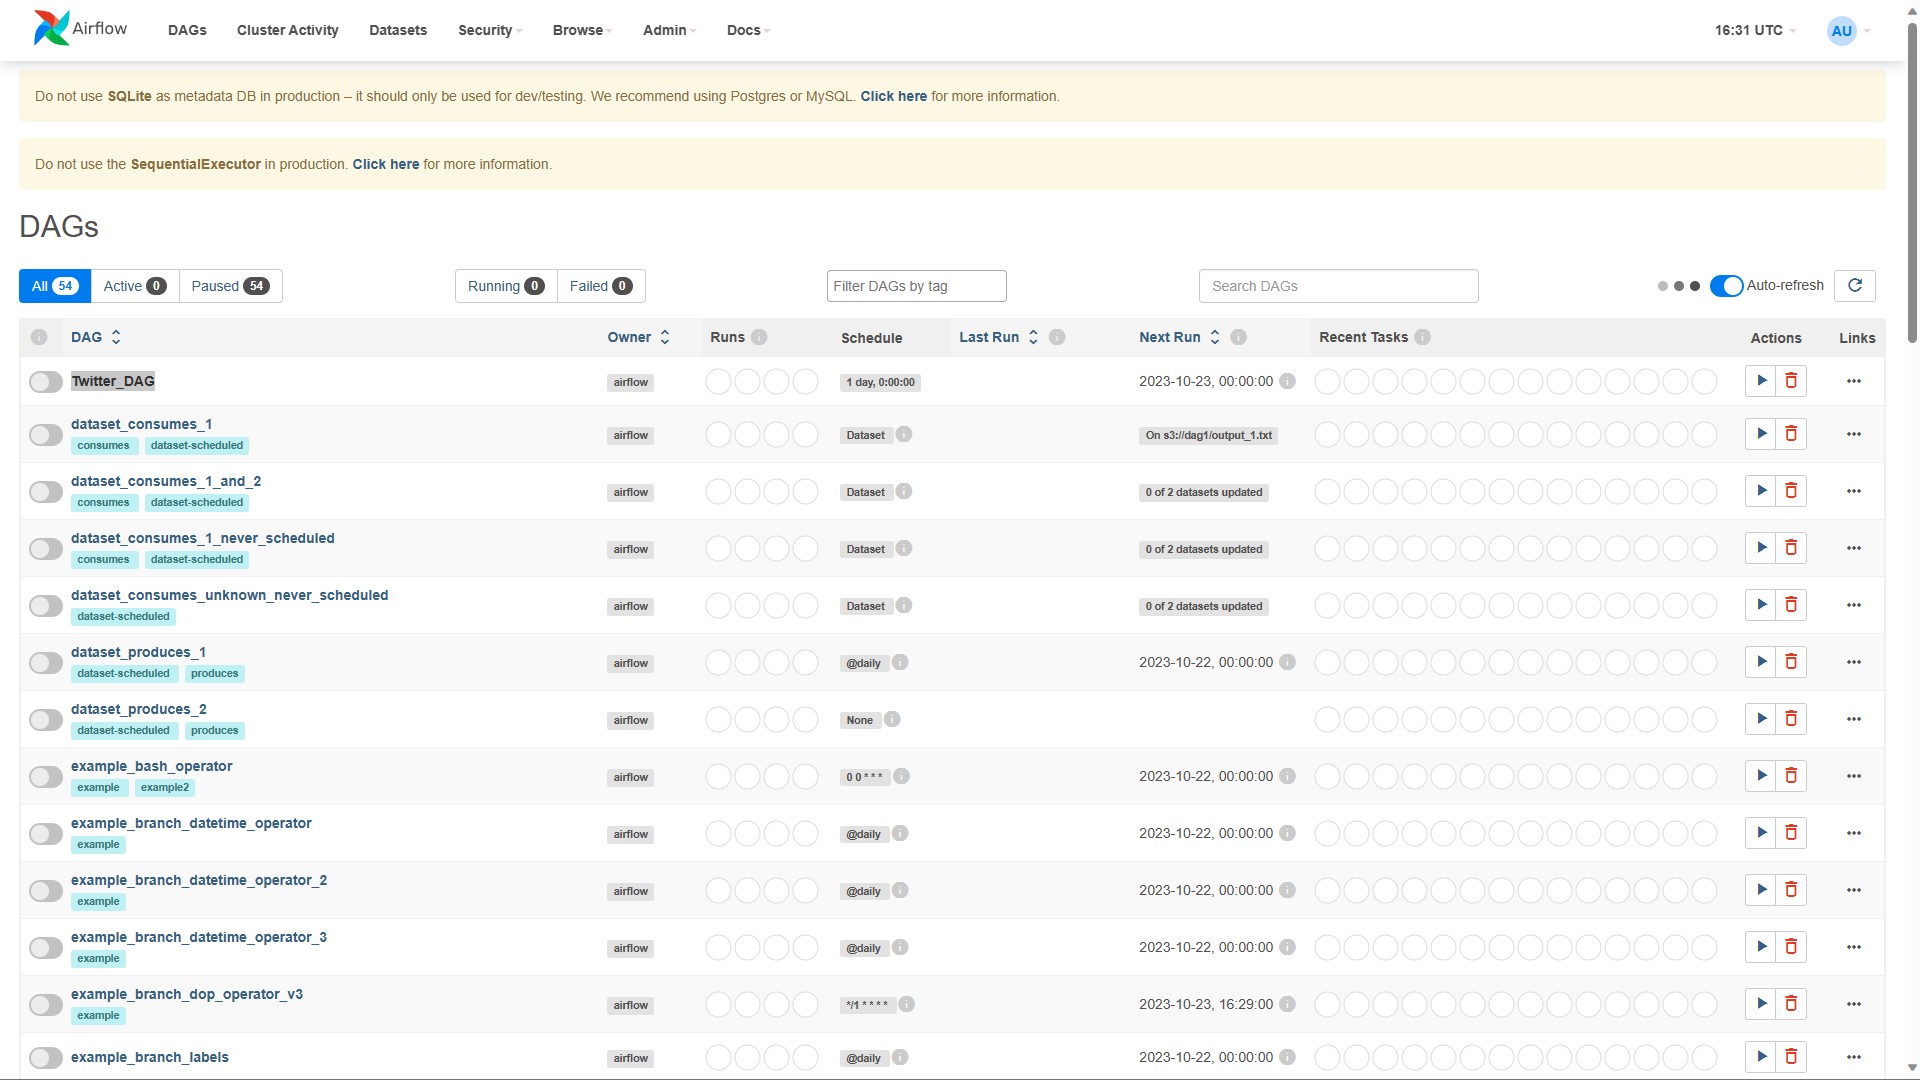 Airflow DAGs Cluster Activity Datasets Security Browse Admin Docs 16:31 UTC AU
Do not use SQLite as metadata DB in production – it should only be used for dev/testing. We recommend using Postgres or MySQL. Click here for more information.
Do not use the SequentialExecutor in production. Click here for more information.
DAGs
All 54 Active 0 Paused 54 Running 0 Failed 0 Filter DAGs by tag Search DAGs Auto-refresh
DAG Owner Runs Schedule Last Run Next Run Recent Tasks Actions Links
Twitter_DAG airflow 1 day, 0:00:00 2023-10-23, 00:00:00
dataset_consumes_1 airflow Dataset On s3://dag1/output_1.txt
consumes dataset-scheduled
dataset_consumes_1_and_2 airflow Dataset 0 of 2 datasets updated
consumes dataset-scheduled
dataset_consumes_1_never_scheduled airflow Dataset 0 of 2 datasets updated
consumes dataset-scheduled
dataset_consumes_unknown_never_scheduled airflow Dataset 0 of 2 datasets updated
dataset-scheduled
dataset_produces_1 airflow @daily 2023-10-22, 00:00:00
dataset-scheduled produces
dataset_produces_2 airflow None
dataset-scheduled produces
example_bash_operator airflow 0 0 * * * 2023-10-22, 00:00:00
example example2
example_branch_datetime_operator airflow @daily 2023-10-22, 00:00:00
example
example_branch_datetime_operator_2 airflow @daily 2023-10-22, 00:00:00
example
example_branch_datetime_operator_3 airflow @daily 2023-10-22, 00:00:00
example
example_branch_dop_operator_v3 airflow */1 * * * * 2023-10-23, 16:29:00
example
example_branch_labels airflow @daily 2023-10-22, 00:00:00